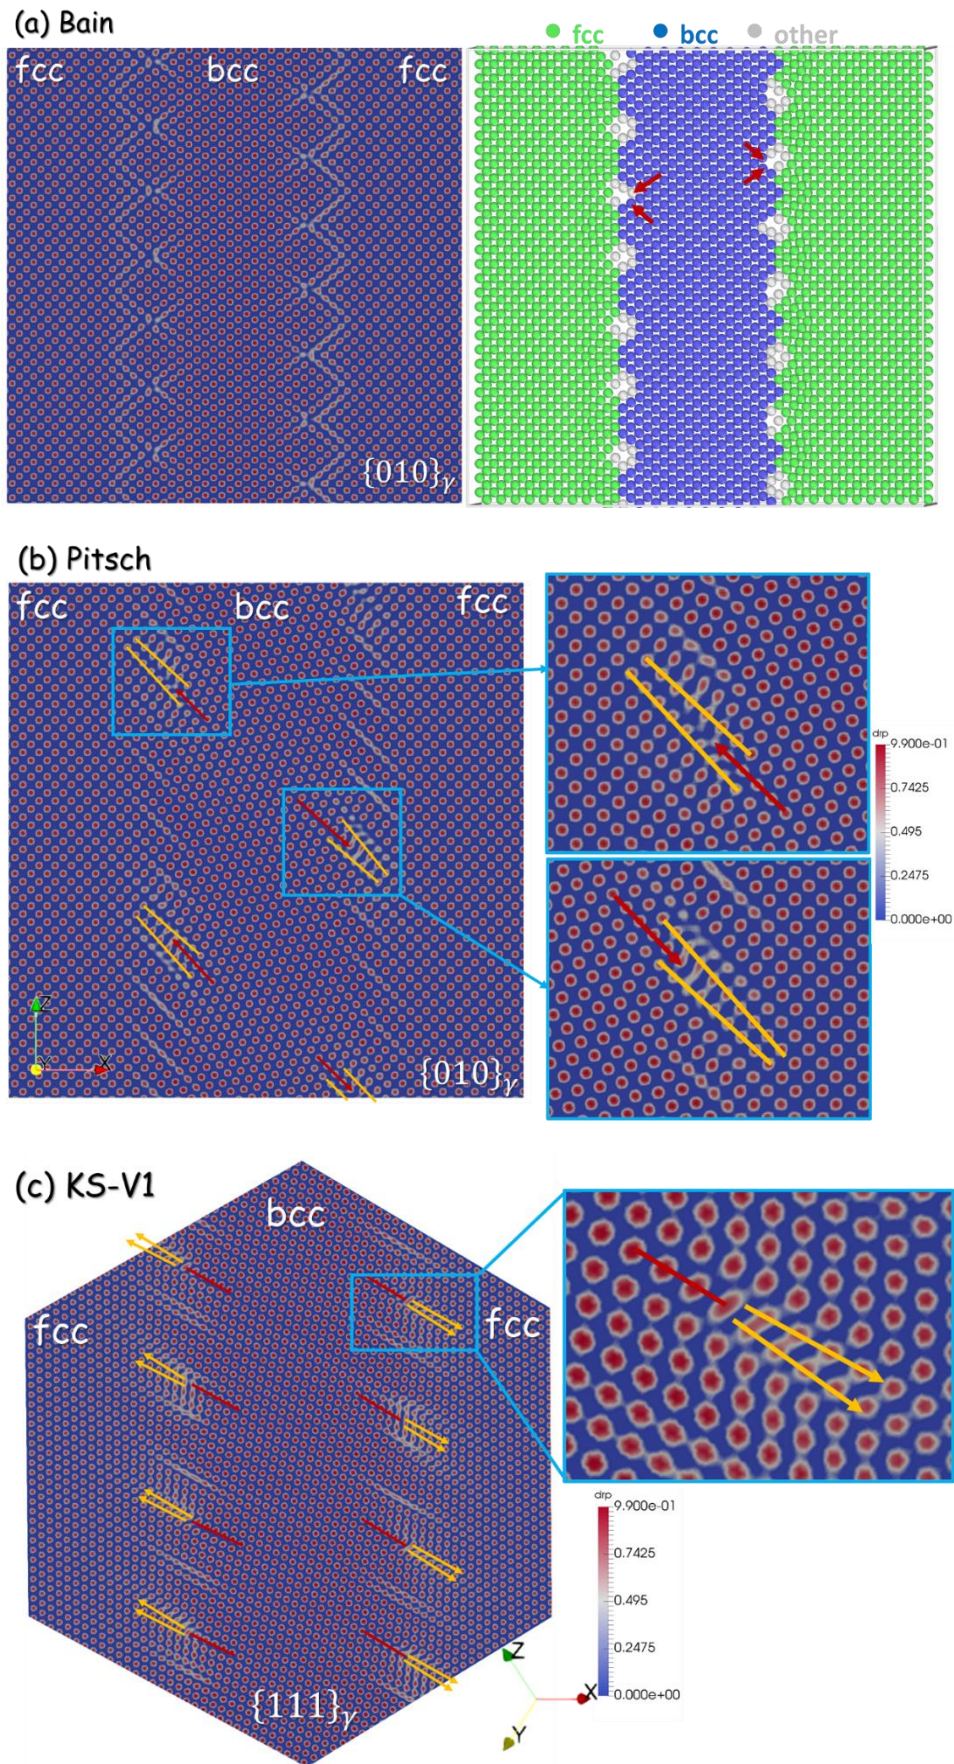 (a) Bain
fcc bcc fcc
fcc bcc other
{010}γ
(b) Pitsch
fcc bcc fcc
drp
9.900e-01
0.7425
0.495
0.2475
0.000e+00
Z
Y X
{010}γ
(c) KS-V1
bcc
fcc fcc
drp
9.900e-01
0.7425
0.495
0.2475
0.000e+00
Z
X
Y
{111}γ